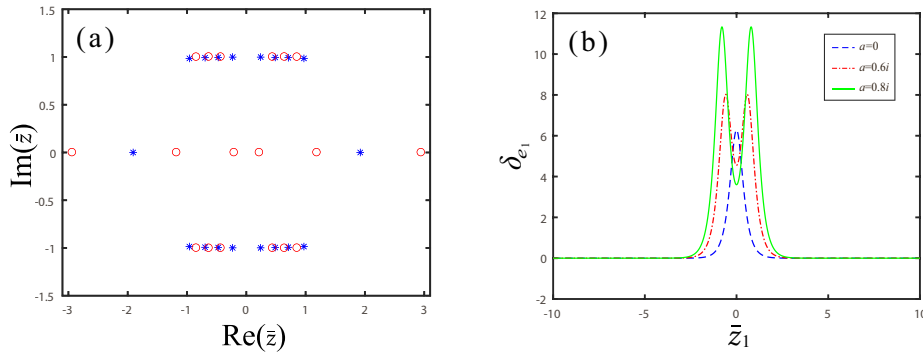 (a)
1.5
1
0.5
0
-0.5
-1
-1.5
-3 -2 -1 0 1 2 3
Im(z̄)
Re(z̄)
(b)
12
10
8
6
4
2
0
-2
-10 -5 0 5 10
δe₁
z̄₁
a=0
a=0.6i
a=0.8i